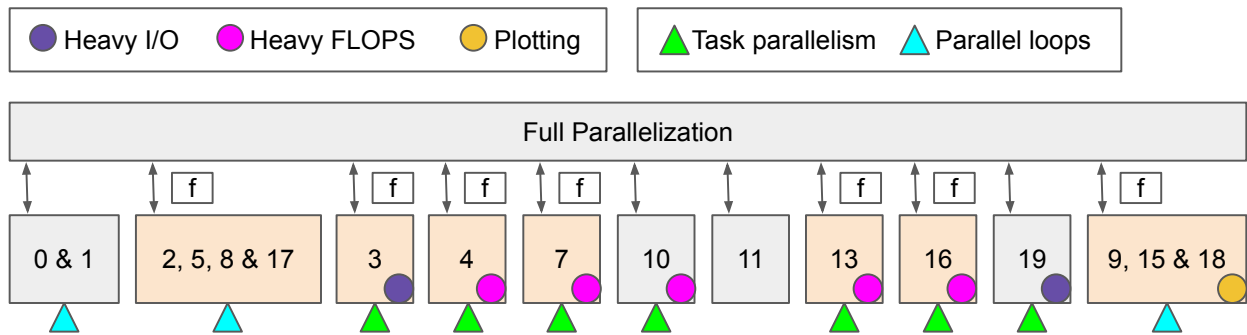 Heavy I/O Heavy FLOPS Plotting Task parallelism Parallel loops
Full Parallelization
f f f f f f f
0 & 1 2, 5, 8 & 17 3 4 7 10 11 13 16 19 9, 15 & 18